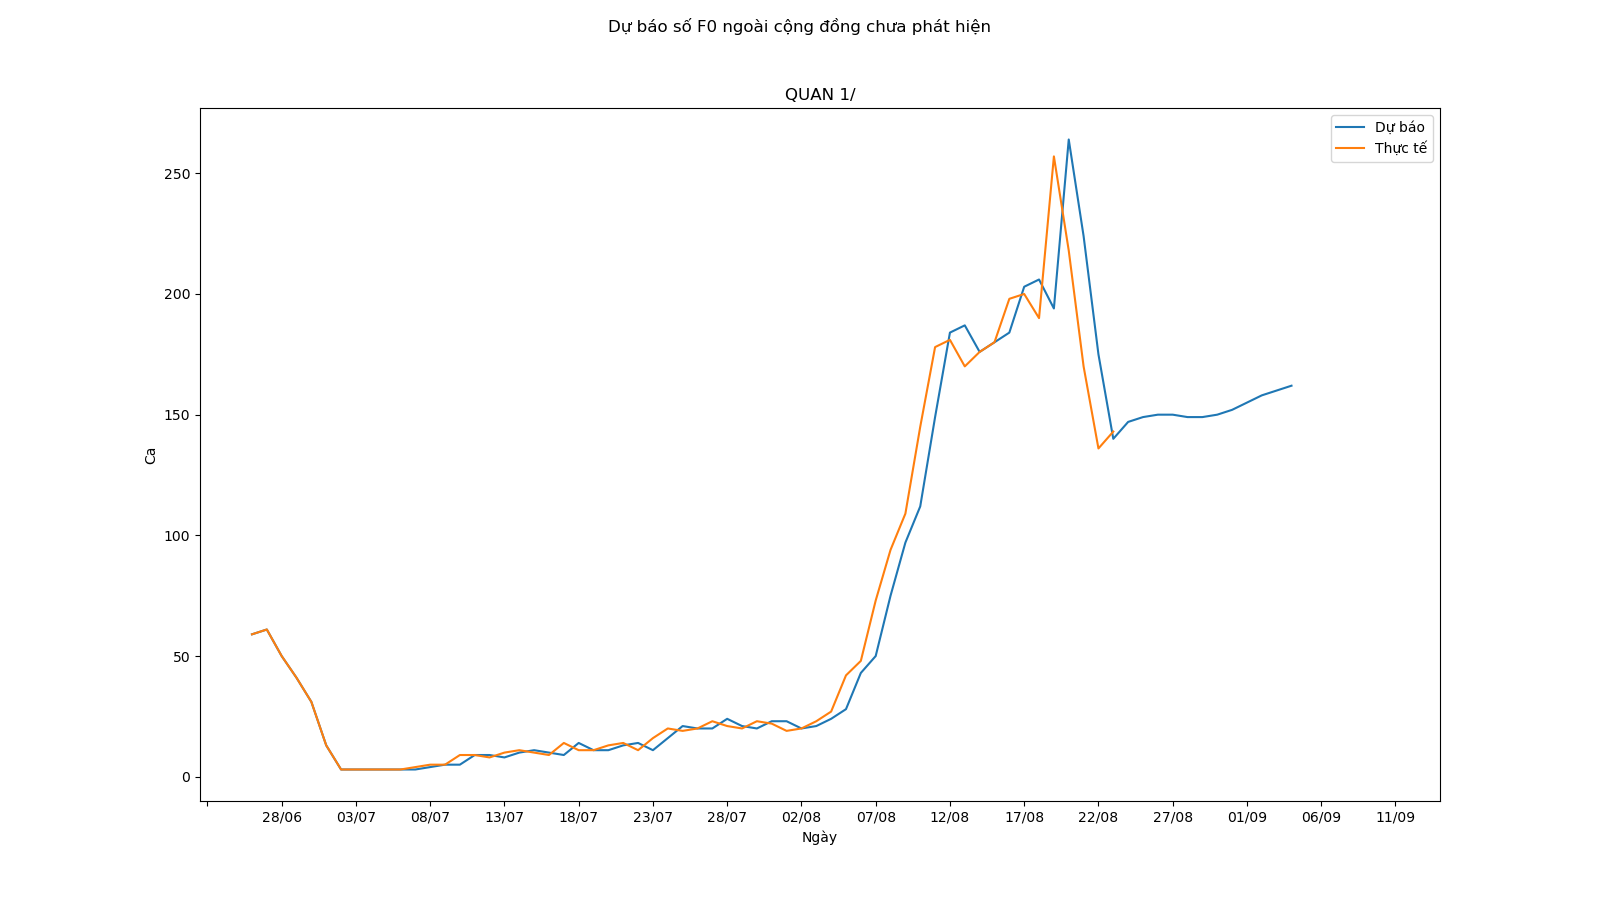 Dự báo số F0 ngoài cộng đồng chưa phát hiện
QUAN 1/
Dự báo
Thực tế
250
200
150
100
50
0
Ca
28/06 03/07 08/07 13/07 18/07 23/07 28/07 02/08 07/08 12/08 17/08 22/08 27/08 01/09 06/09 11/09
Ngày